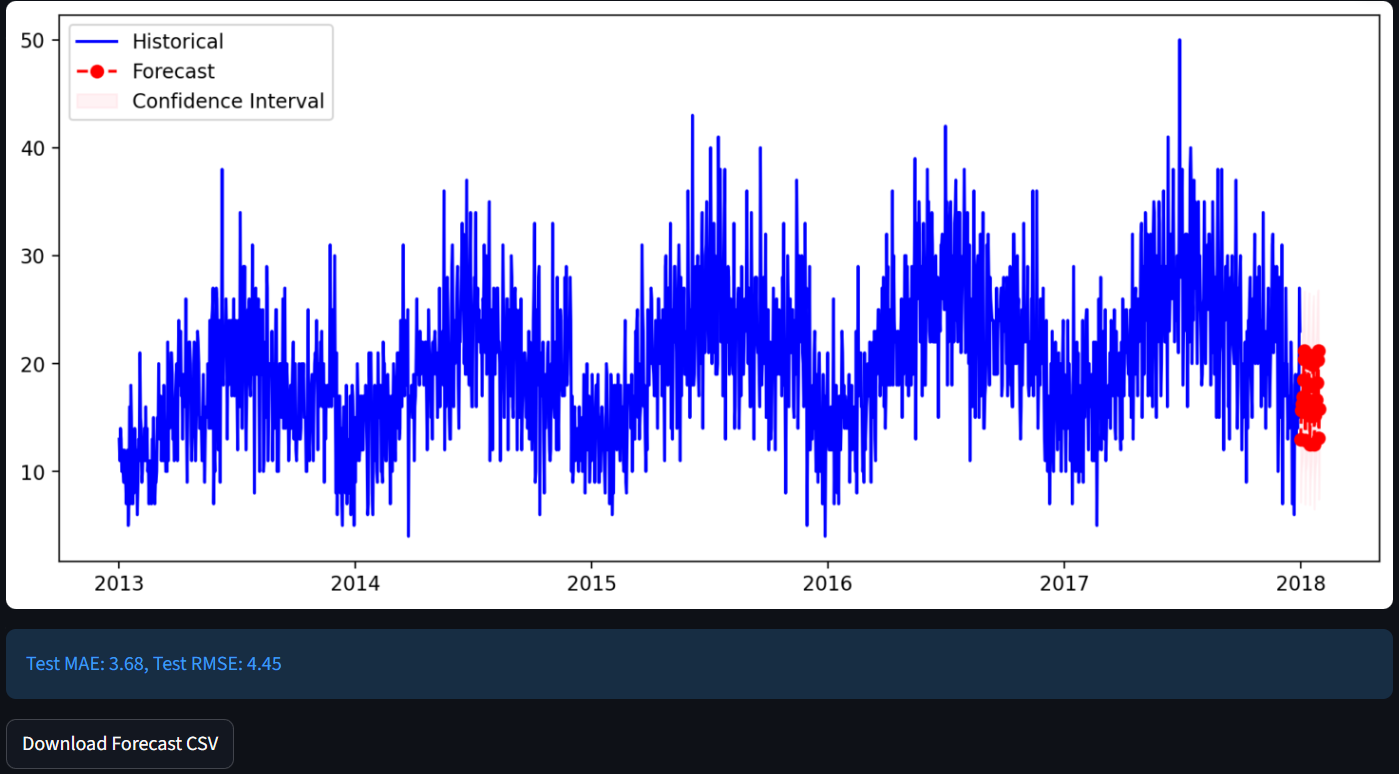 50
40
30
20
10
Historical
Forecast
Confidence Interval
2013 2014 2015 2016 2017 2018
Test MAE: 3.68, Test RMSE: 4.45
Download Forecast CSV